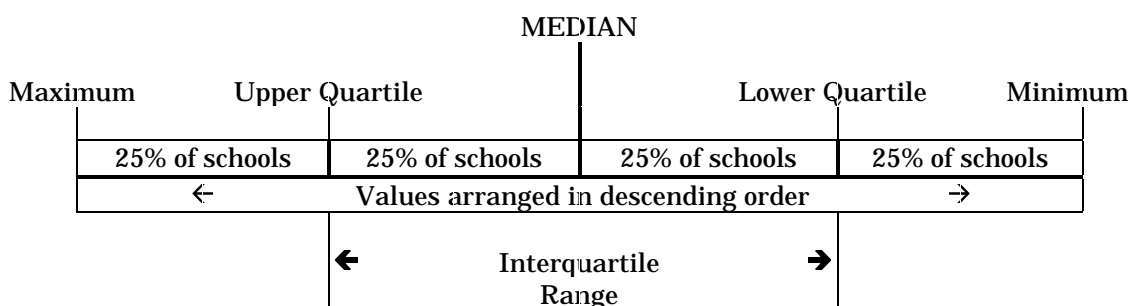 MEDIAN
Maximum Upper Quartile Lower Quartile Minimum
25% of schools 25% of schools 25% of schools 25% of schools
← Values arranged in descending order →
← Interquartile →
Range